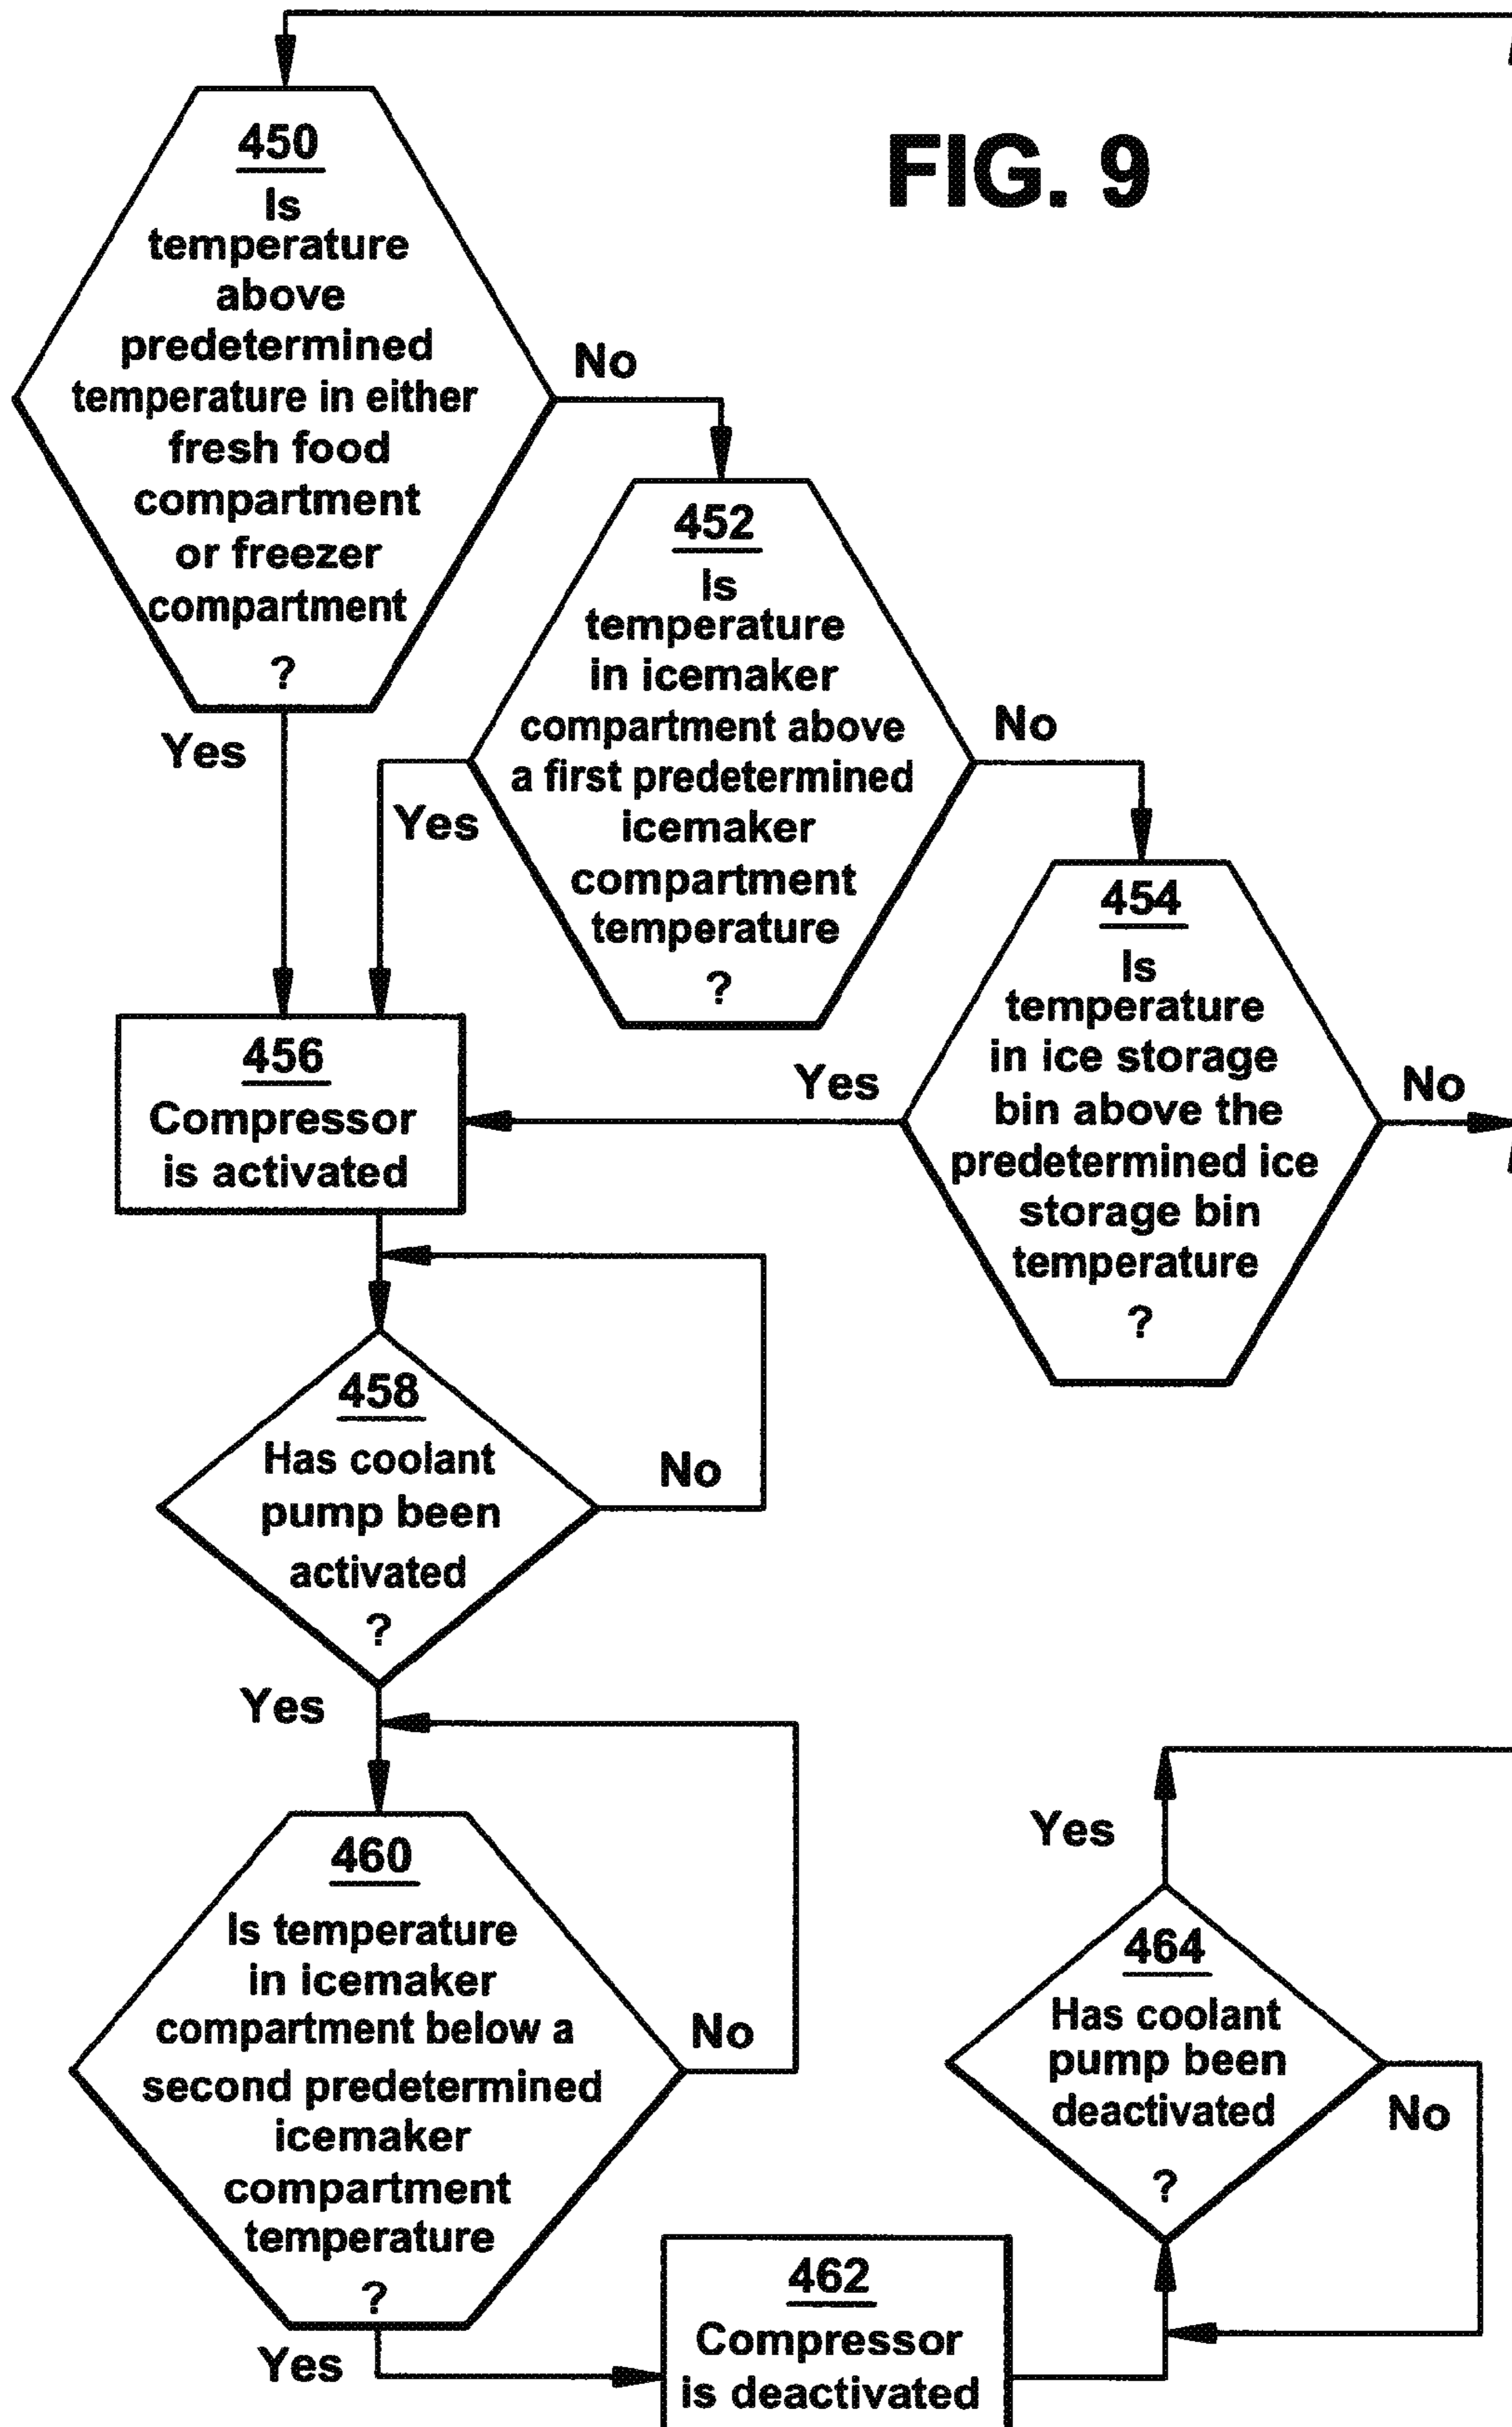 FIG. 9
450
Is
temperature
above
predetermined
temperature in either
fresh food
compartment
or freezer
compartment
?
No
Yes
452
Is
temperature
in icemaker
compartment above
a first predetermined
icemaker
compartment
temperature
?
No
Yes
454
Is
temperature
in ice storage
bin above the
predetermined ice
storage bin
temperature
?
No
Yes
456
Compressor
is activated
458
Has coolant
pump been
activated
?
No
Yes
460
Is temperature
in icemaker
compartment below a
second predetermined
icemaker
compartment
temperature
?
No
Yes
462
Compressor
is deactivated
464
Has coolant
pump been
deactivated
?
No
Yes